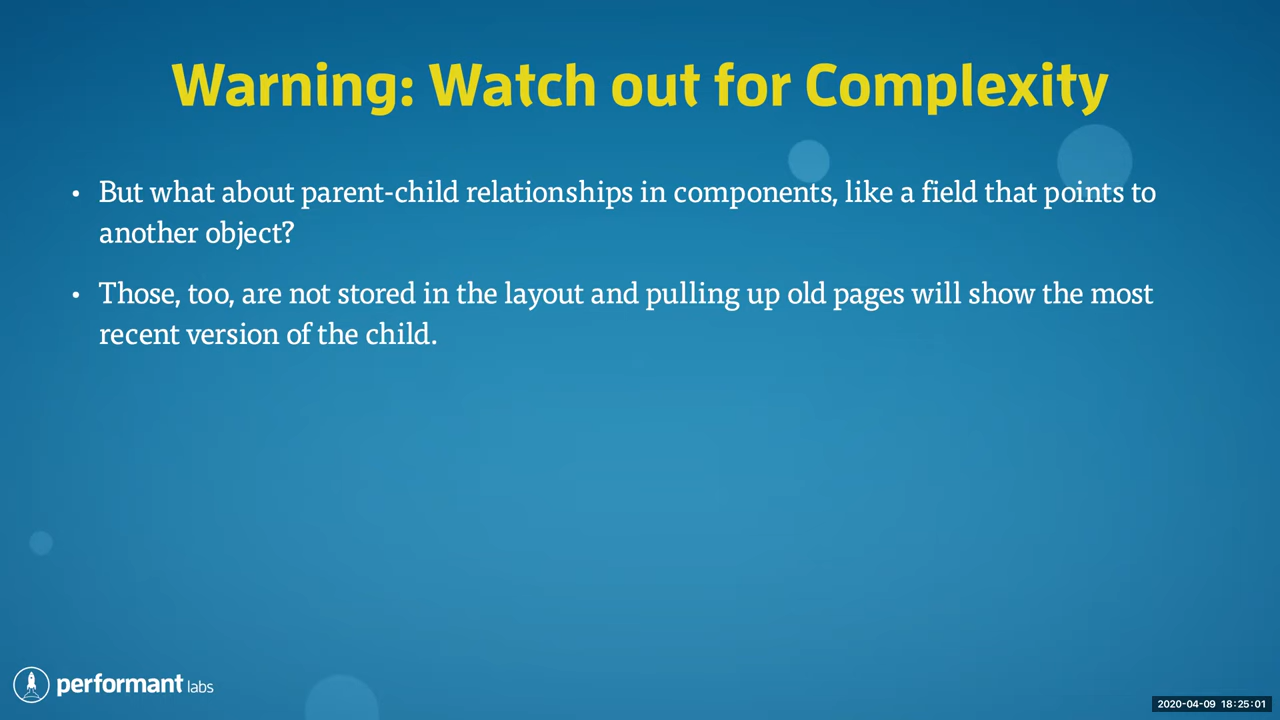 Warning: Watch out for Complexity
• But what about parent-child relationships in components, like a field that points to
another object?
• Those, too, are not stored in the layout and pulling up old pages will show the most
recent version of the child.
performant labs
2020-04-09 18:25:01